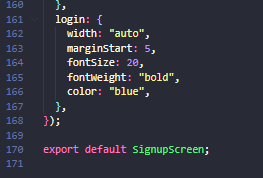 160 },
161 login: {
162 width: "auto",
163 marginStart: 5,
164 fontSize: 20,
165 fontWeight: "bold",
166 color: "blue",
167 },
168 });
169
170 export default SignupScreen;
171